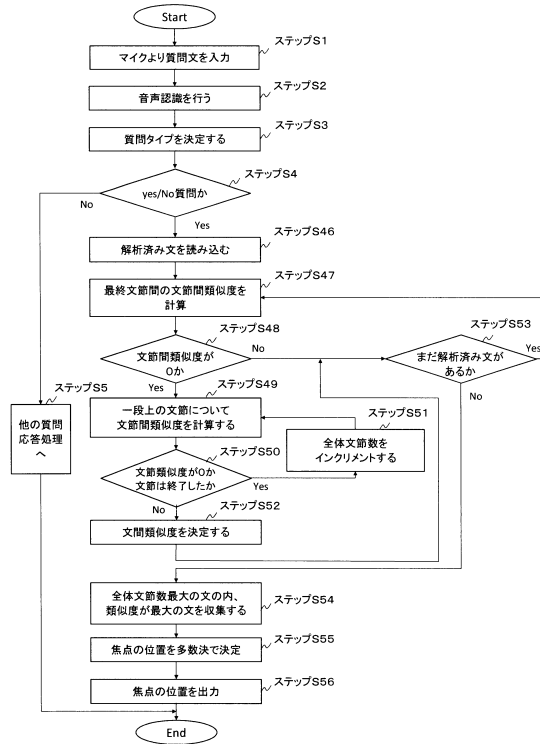 Start
ステップS1
マイクより質問文を入力
ステップS2
音声認識を行う
ステップS3
質問タイプを決定する
ステップS4
yes/No質問か
No
Yes
ステップS46
解析済み文を読み込む
ステップS47
最終文節間の文節間類似度を
計算
ステップS48
文節間類似度が
0か
No
Yes
ステップS53
まだ解析済み文が
あるか
Yes
No
ステップS5
他の質問
応答処理
へ
ステップS49
一段上の文節について
文節間類似度を計算する
ステップS51
全体文節数を
インクリメントする
ステップS50
文節類似度が0か
文節は終了したか
Yes
No
ステップS52
文間類似度を決定する
全体文節数最大の文の内、
類似度が最大の文を収集する
ステップS54
ステップS55
焦点の位置を多数決で決定
ステップS56
焦点の位置を出力
End